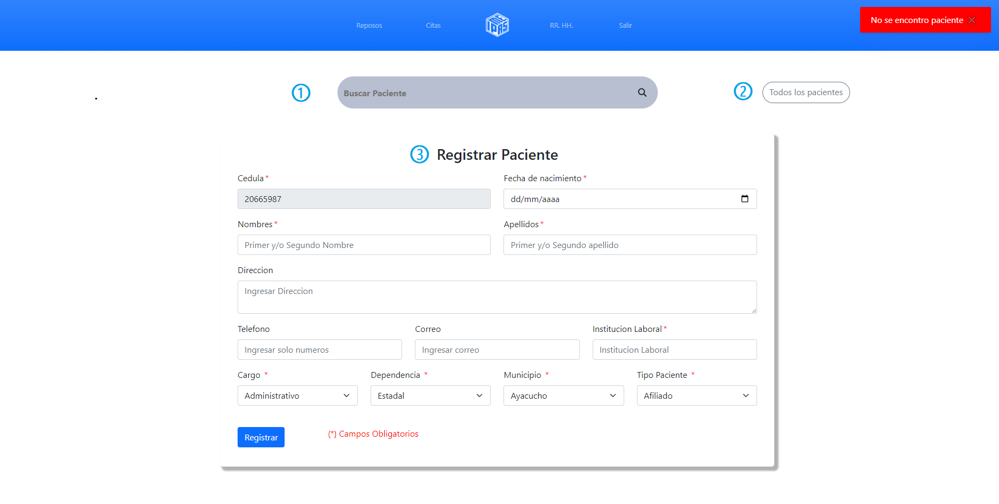 Reposos Citas RR. HH. Salir
No se encontro paciente
1 Buscar Paciente 2 Todos los pacientes
3 Registrar Paciente
Cedula * Fecha de nacimiento *
20665987 dd/mm/aaaa
Nombres * Apellidos *
Primer y/o Segundo Nombre Primer y/o Segundo apellido
Direccion
Ingresar Direccion
Telefono Correo Institucion Laboral *
Ingresar solo numeros Ingresar correo Institucion Laboral
Cargo * Dependencia * Municipio * Tipo Paciente *
Administrativo Estadal Ayacucho Afiliado
Registrar (*) Campos Obligatorios